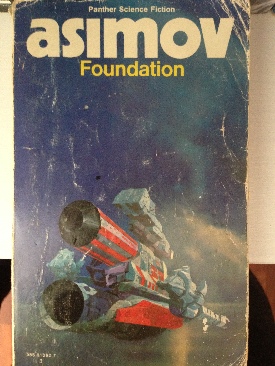 Panther Science Fiction
asimov
Foundation